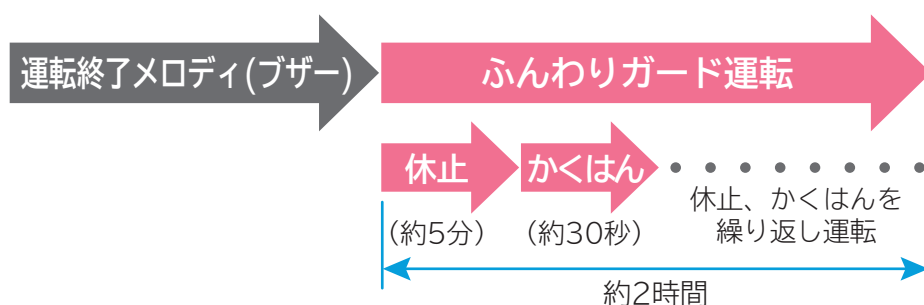 運転終了メロディ(ブザー)
ふんわりガード運転
休止
かくはん
(約5分)
(約30秒)
休止、かくはんを
繰り返し運転
約2時間